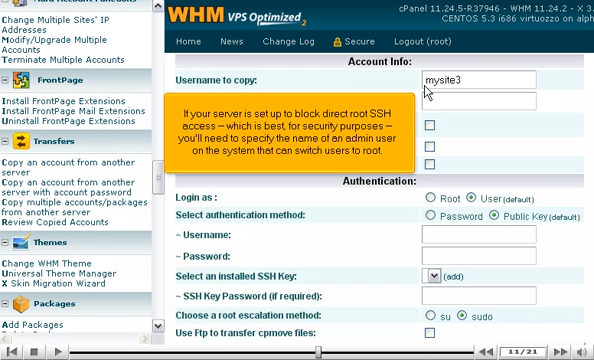 Multi Account Functions
Change Multiple Sites' IP
Addresses
Modify/Upgrade Multiple
Accounts
Terminate Multiple Accounts
FrontPage
Install FrontPage Extensions
Install FrontPage Mail Extensions
Uninstall FrontPage Extensions
Transfers
Copy an account from another
server
Copy an account from another
server with account password
Copy multiple accounts/packages
from another server
Review Copied Accounts
Themes
Change WHM Theme
Universal Theme Manager
X Skin Migration Wizard
Packages
Add Packages
WHM VPS Optimized 2
cPanel 11.24.5-R37946 - WHM 11.24.2 - X 3.
CENTOS 5.3 i686 virtuozzo on alph
Home News Change Log Secure Logout (root)
Account Info:
Username to copy: mysite3
If your server is set up to block direct root SSH
access – which is best, for security purposes –
you'll need to specify the name of an admin user
on the system that can switch users to root.
Authentication:
Login as : Root User (default)
Select authentication method: Password Public Key (default)
~ Username:
~ Password:
Select an installed SSH Key: (add)
~ SSH Key Password (if required):
Choose a root escalation method: su sudo
Use Ftp to transfer cpmove files:
11/21